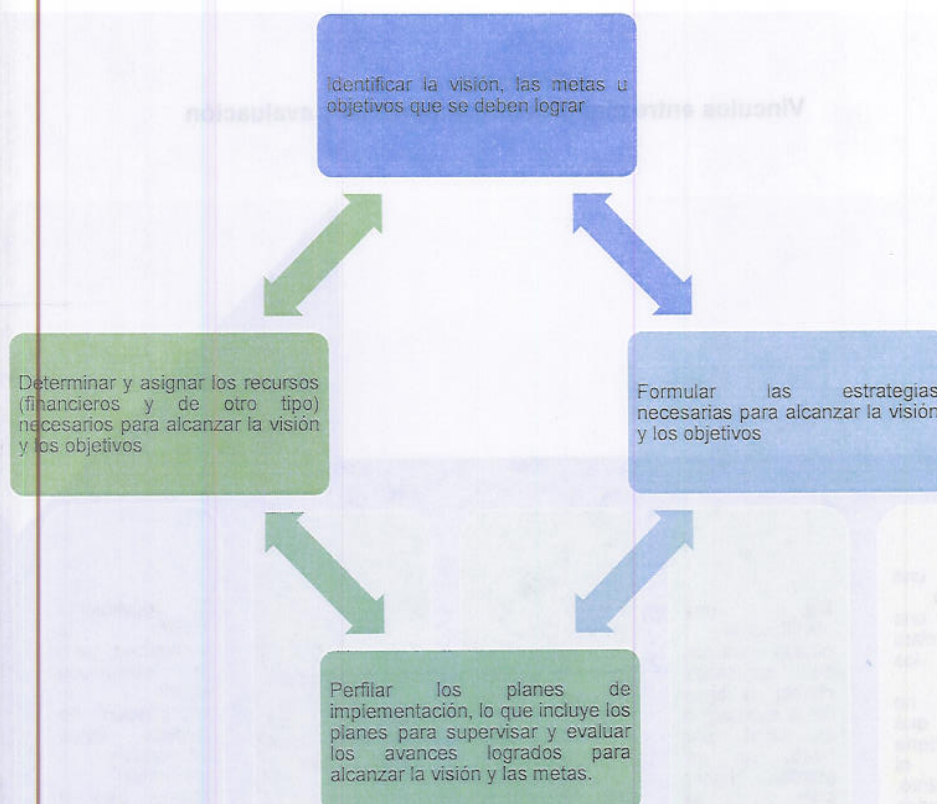 Identificar la visión, las metas u
objetivos que se deben lograr
Determinar y asignar los recursos
(financieros y de otro tipo)
necesarios para alcanzar la visión
y los objetivos
Formular las estrategias
necesarias para alcanzar la visión
y los objetivos
Perfilar los planes de
implementación, lo que incluye los
planes para supervisar y evaluar
los avances logrados para
alcanzar la visión y las metas.